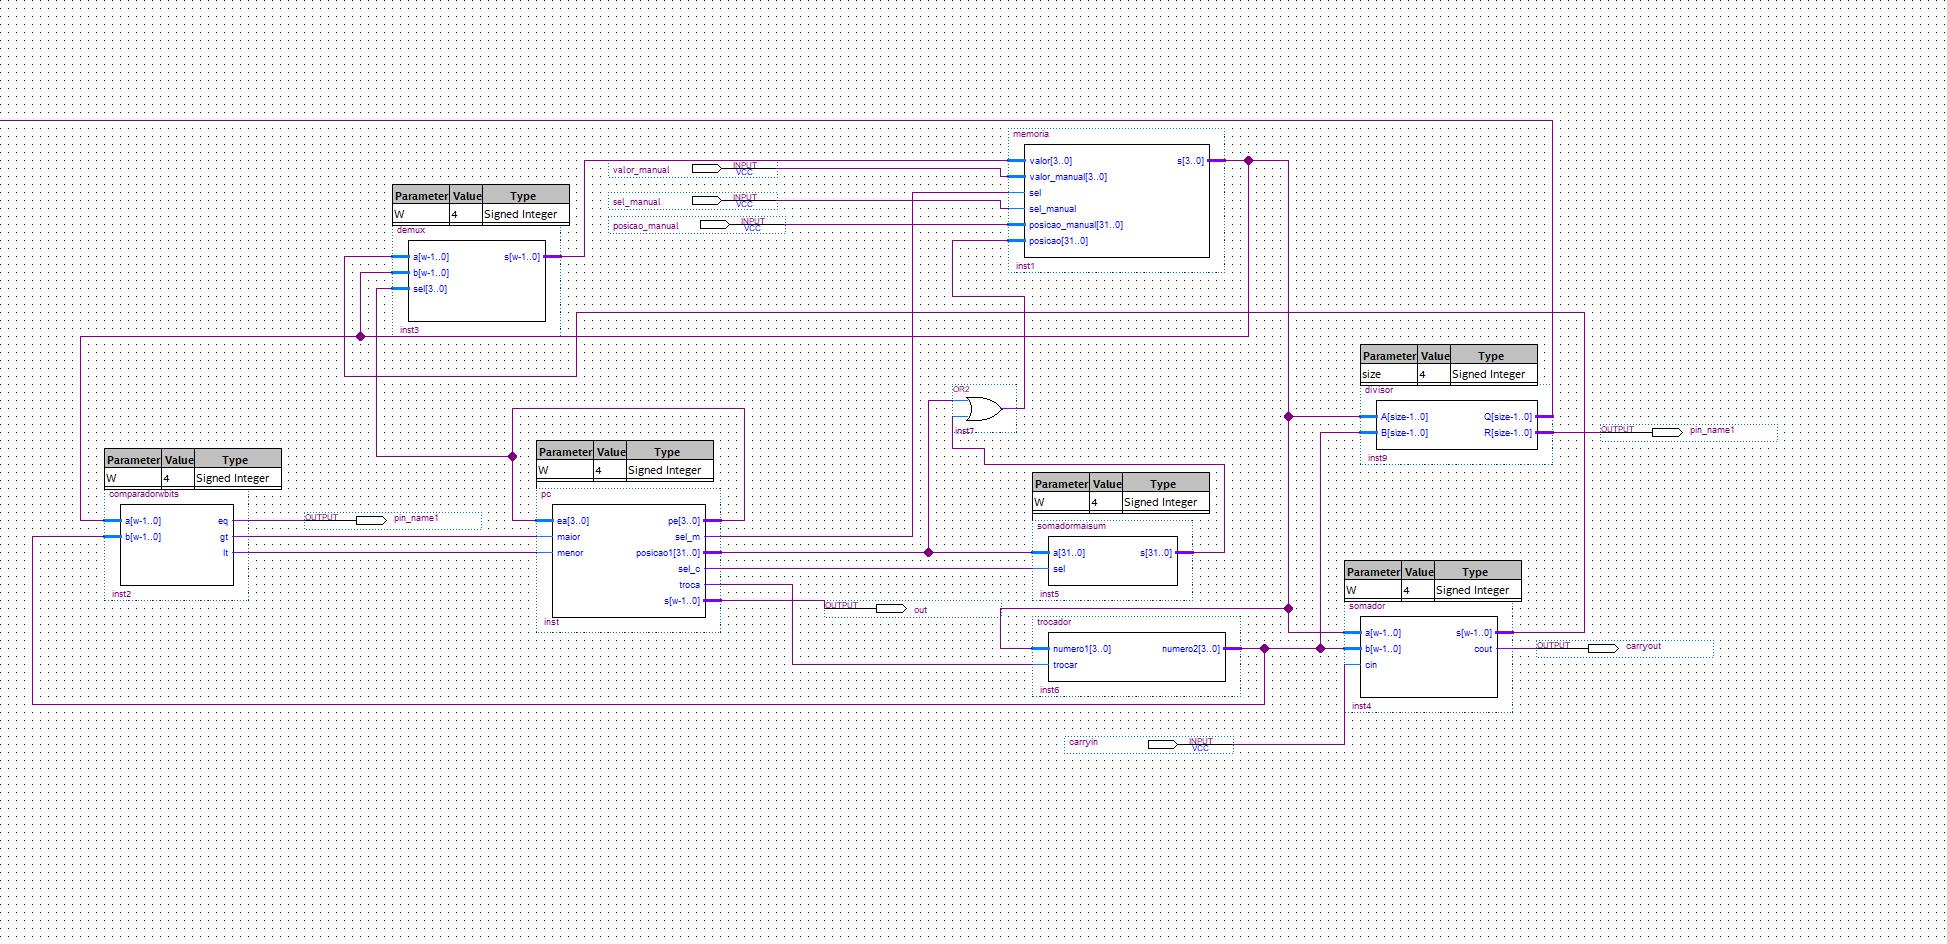 memoria
valor[3..0] s[3..0]
valor_manual[3..0]
sel
sel_manual
posicao_manual[31..0]
posicao[31..0]
inst1
valor_manual INPUT VCC
sel_manual INPUT VCC
posicao_manual INPUT VCC
Parameter Value Type
W 4 Signed Integer
demux
a[w-1..0] s[w-1..0]
b[w-1..0]
sel[3..0]
inst3
Parameter Value Type
size 4 Signed Integer
divisor
A[size-1..0] Q[size-1..0]
B[size-1..0] R[size-1..0]
inst9
OUTPUT pin_name1
OR2
inst7
Parameter Value Type
W 4 Signed Integer
comparadorwbits
a[w-1..0] eq
b[w-1..0] gt
lt
inst2
OUTPUT pin_name1
Parameter Value Type
W 4 Signed Integer
pc
ea[3..0] pe[3..0]
maior sel_m
menor posicao1[31..0]
sel_c
troca
s[w-1..0]
inst
OUTPUT out
Parameter Value Type
W 4 Signed Integer
somadormaisum
a[31..0] s[31..0]
sel
inst5
trocador
numero1[3..0] numero2[3..0]
trocar
inst6
Parameter Value Type
W 4 Signed Integer
somador
a[w-1..0] s[w-1..0]
b[w-1..0] cout
cin
inst4
OUTPUT carryout
carryin INPUT VCC